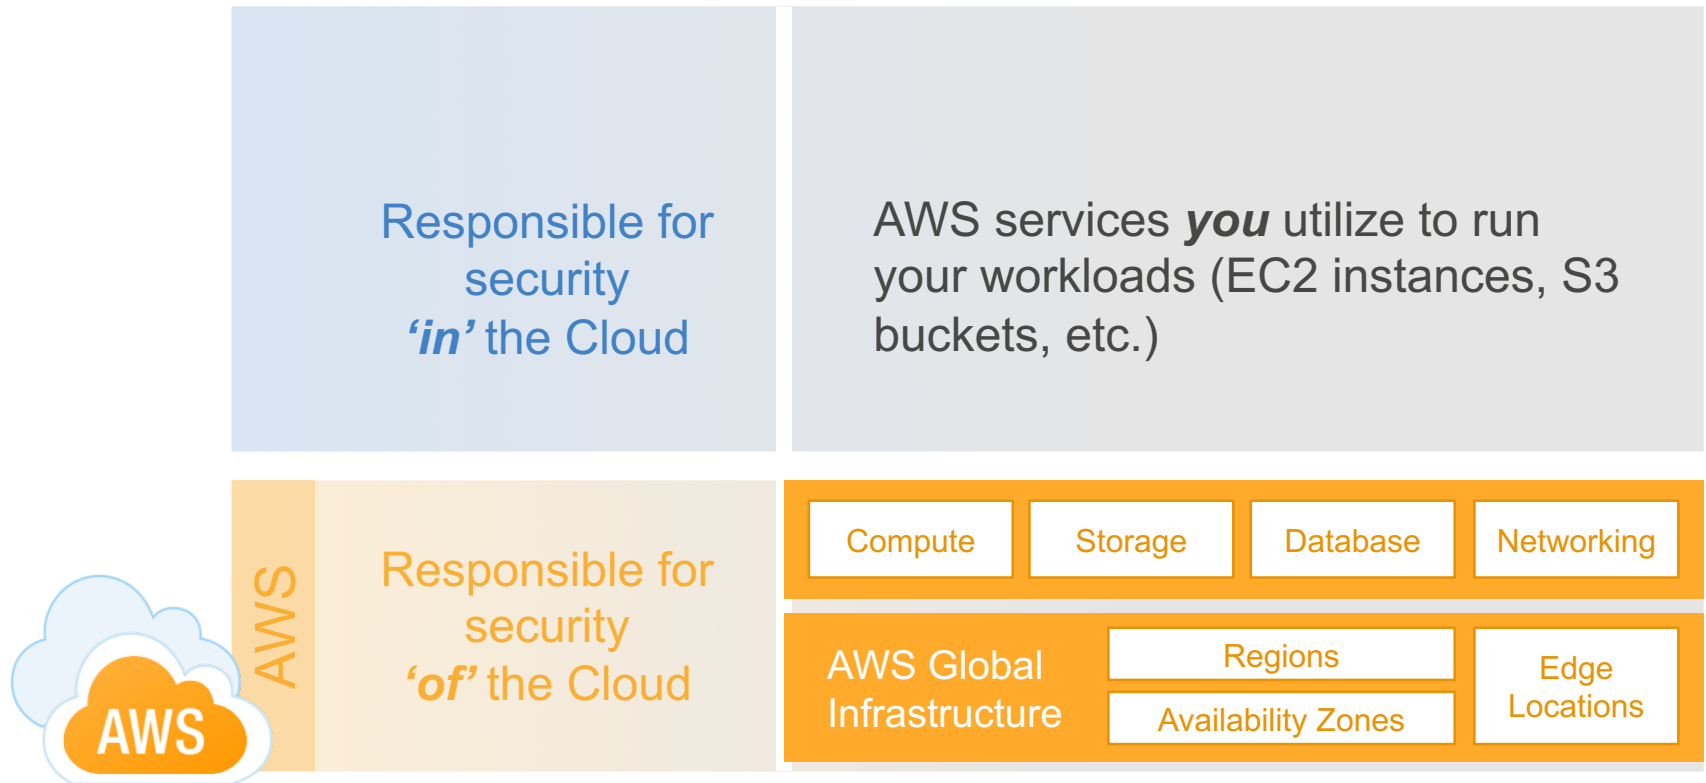 Responsible for
security
‘in’ the Cloud
AWS services you utilize to run
your workloads (EC2 instances, S3
buckets, etc.)
AWS
Responsible for
security
‘of’ the Cloud
Compute
Storage
Database
Networking
AWS Global
Infrastructure
Regions
Availability Zones
Edge
Locations
AWS